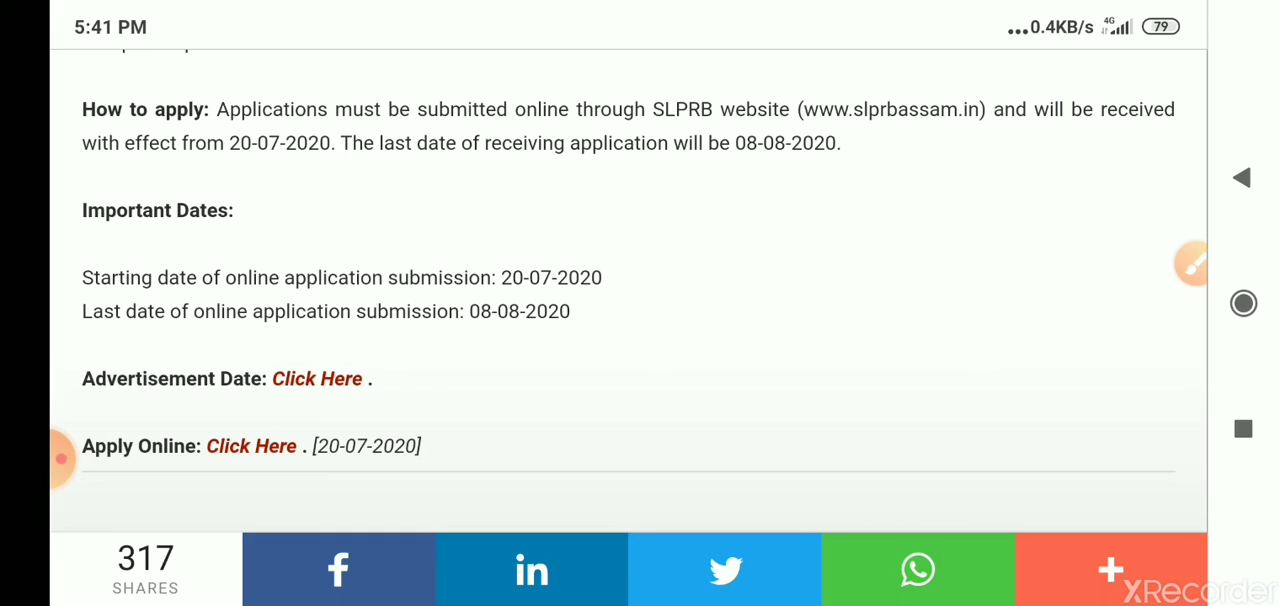 5:41 PM
...0.4KB/s 4G 79
How to apply: Applications must be submitted online through SLPRB website (www.slprbassam.in) and will be received
with effect from 20-07-2020. The last date of receiving application will be 08-08-2020.
Important Dates:
Starting date of online application submission: 20-07-2020
Last date of online application submission: 08-08-2020
Advertisement Date: Click Here .
Apply Online: Click Here . [20-07-2020]
317
SHARES
XRecorder